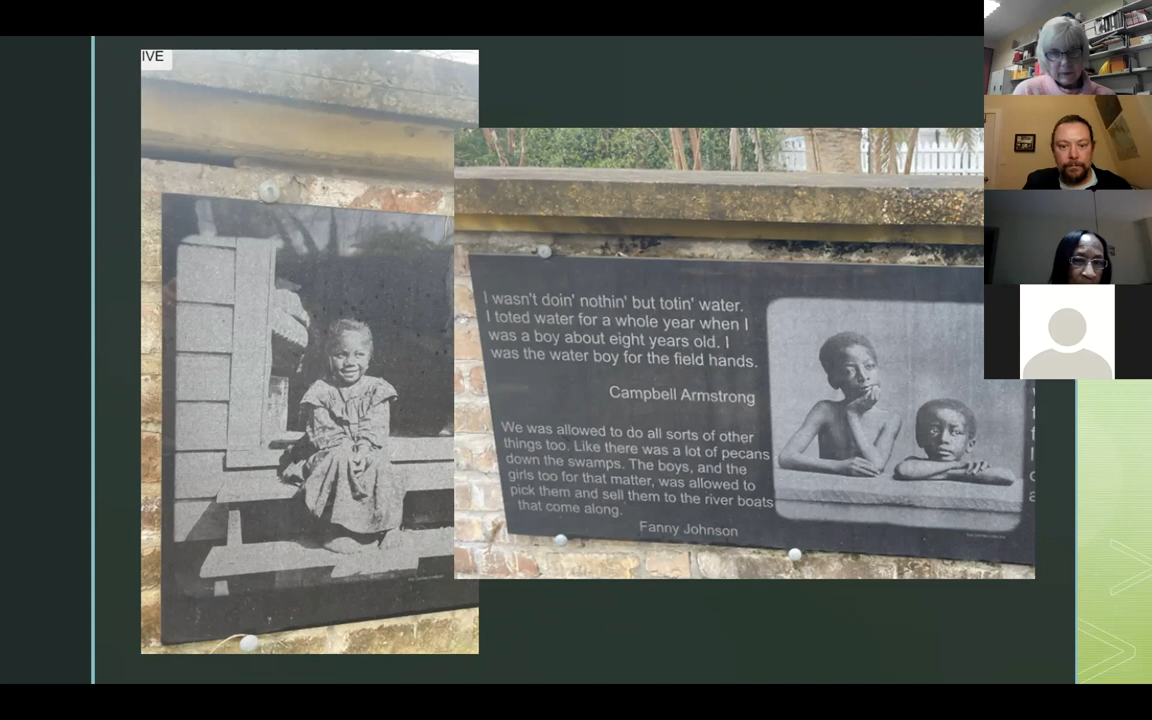 IVE
I wasn't doin' nothin' but totin' water.
I toted water for a whole year when I
was a boy about eight years old. I
was the water boy for the field hands.
Campbell Armstrong
We was allowed to do all sorts of other
things too. Like there was a lot of pecans
down the swamps. The boys, and the
girls too for that matter, was allowed to
pick them and sell them to the river boats
that come along.
Fanny Johnson